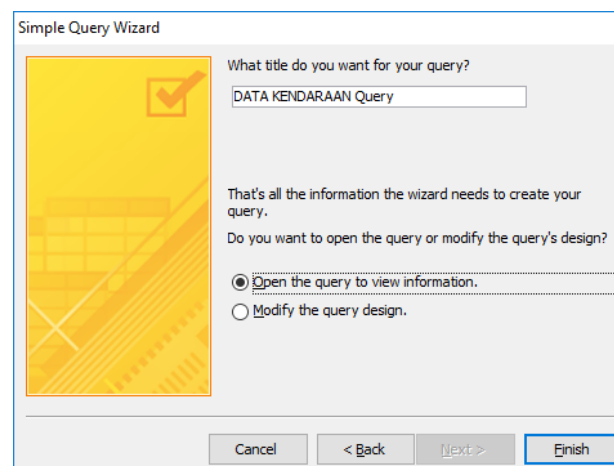 Simple Query Wizard
What title do you want for your query?
DATA KENDARAAN Query
That's all the information the wizard needs to create your
query.
Do you want to open the query or modify the query's design?
Open the query to view information.
Modify the query design.
Cancel
< Back
Next >
Finish